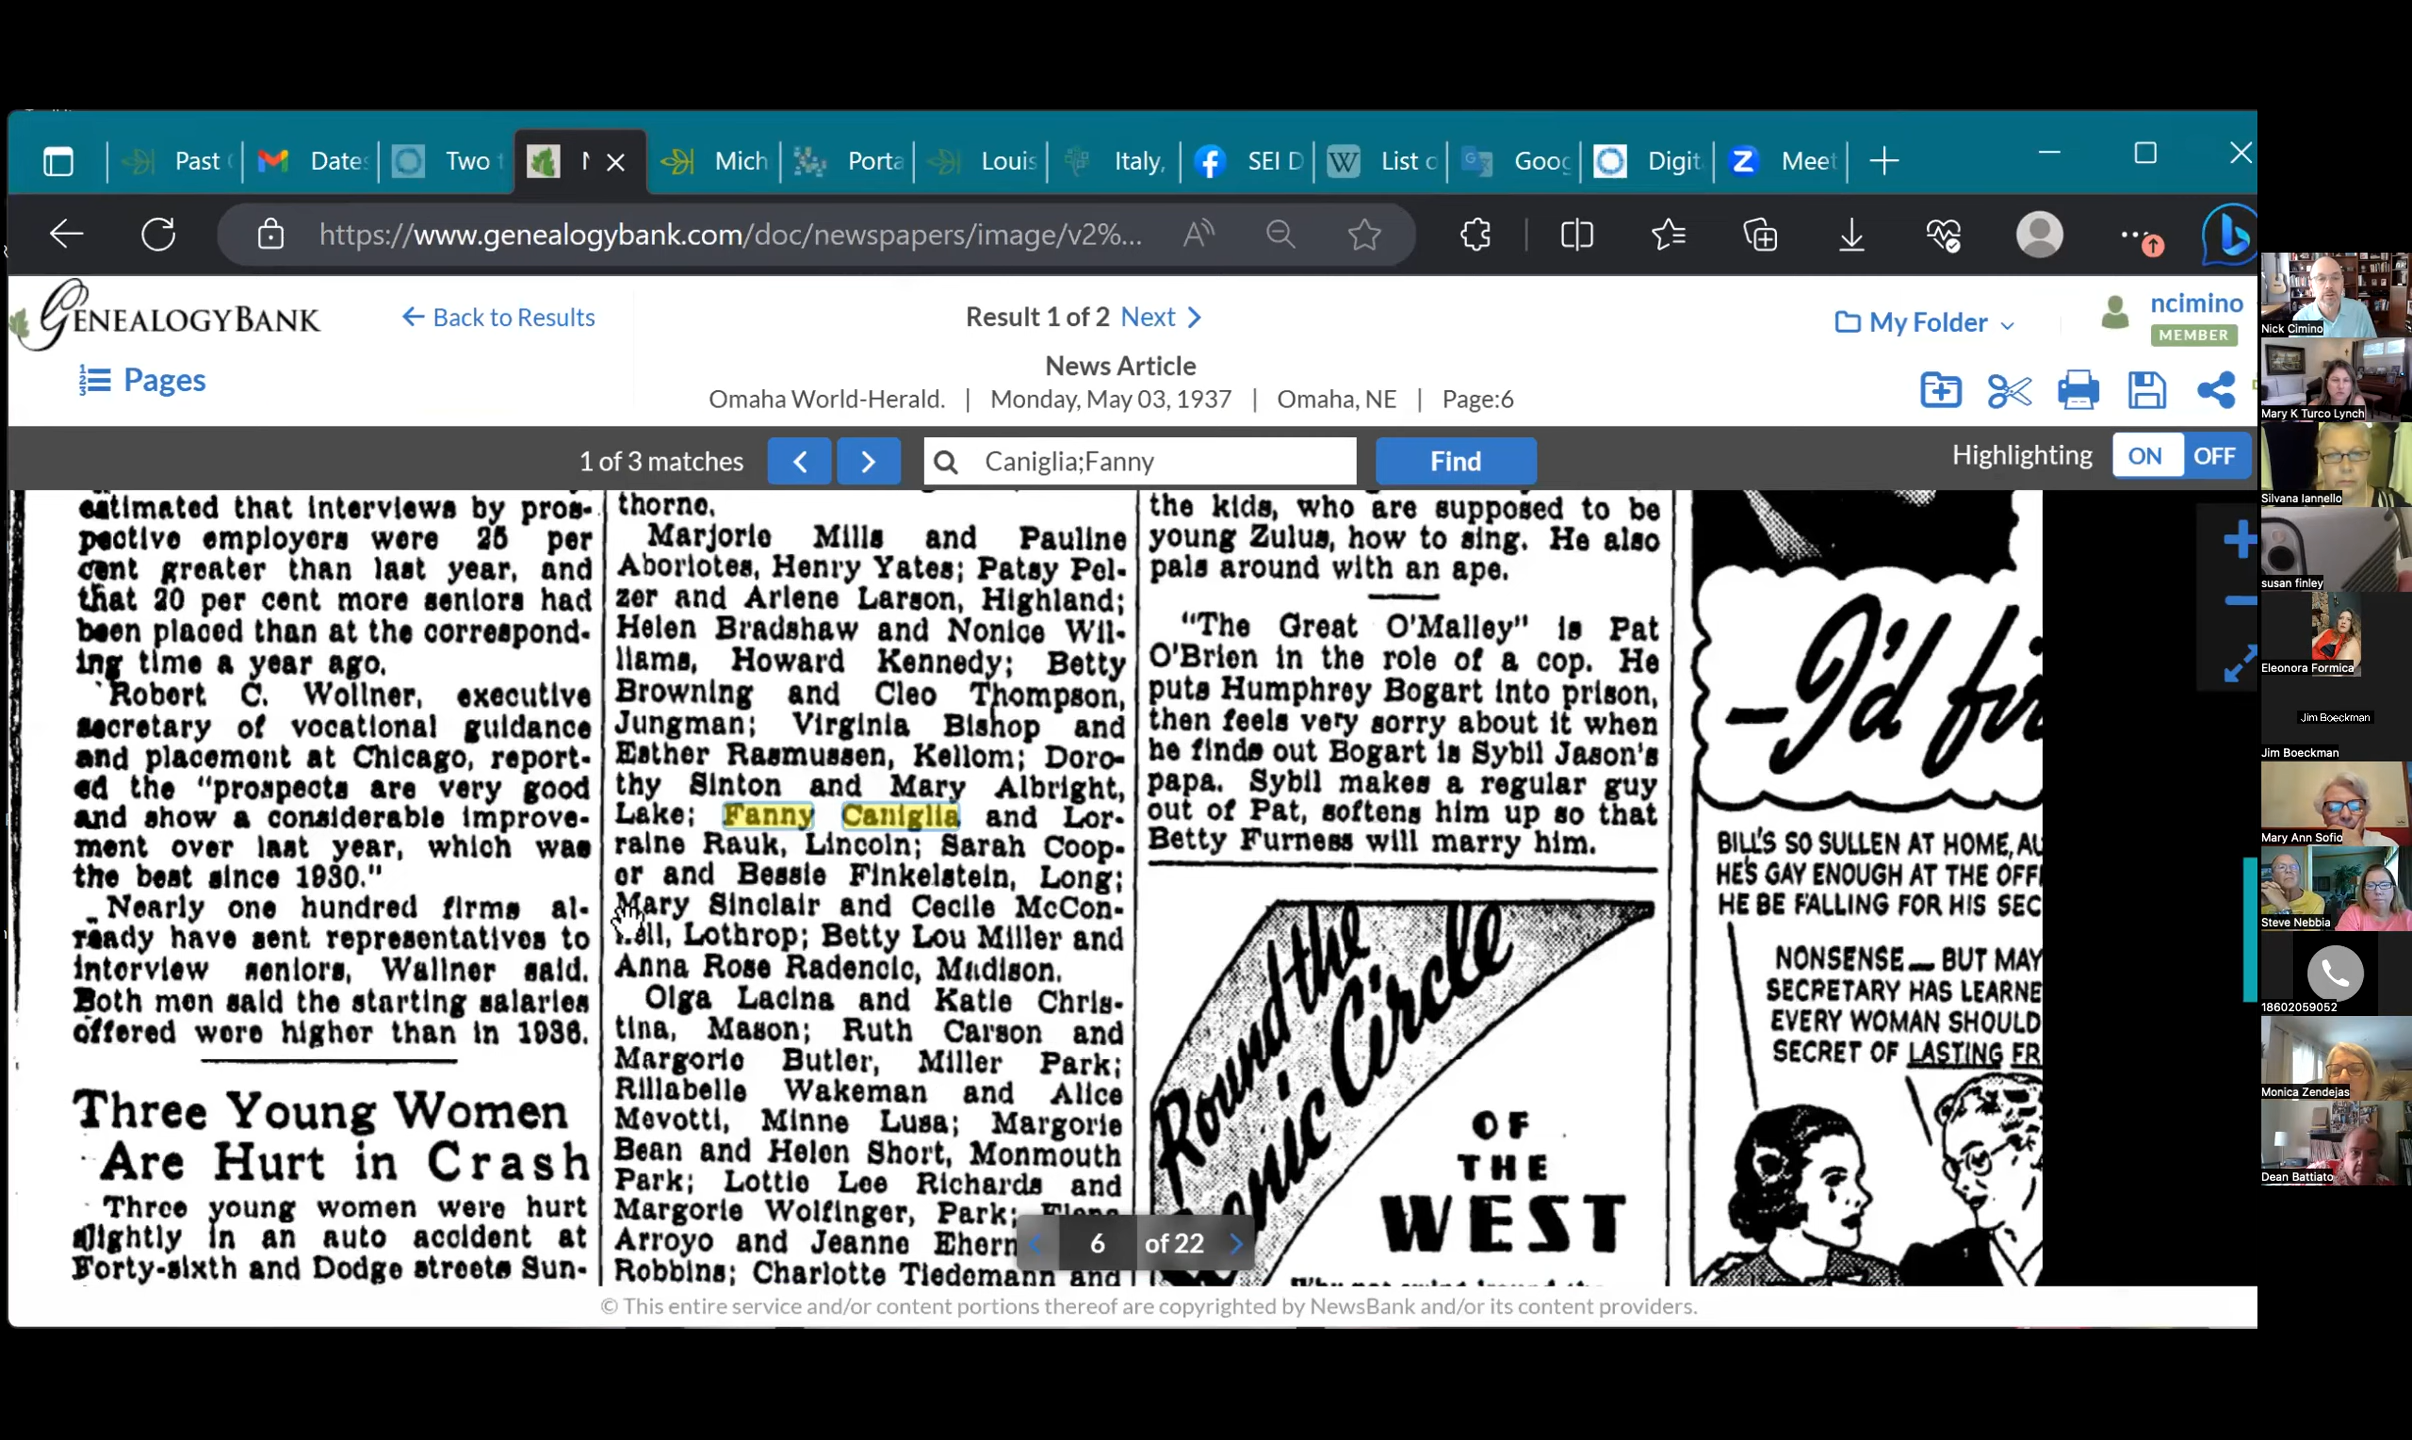 Past
Date
Two
Mich
Porta
Louis
Italy,
SEI D
List o
Goog
Digit
Meet
https://www.genealogybank.com/doc/newspapers/image/v2%...
GENEALOGYBANK
Back to Results
Result 1 of 2 Next
My Folder
ncimino
MEMBER
Pages
News Article
Omaha World-Herald. | Monday, May 03, 1937 | Omaha, NE | Page:6
1 of 3 matches
Caniglia;Fanny
Find
Highlighting
ON
OFF
estimated that interviews by pros-
pective employers were 25 per
cent greater than last year, and
that 20 per cent more seniors had
been placed than at the correspond-
ing time a year ago.
Robert C. Wollner, executive
secretary of vocational guidance
and placement at Chicago, report-
ed the "prospects are very good
and show a considerable improve-
ment over last year, which was
the best since 1930."
Nearly one hundred firms al-
ready have sent representatives to
interview seniors, Wallner said.
Both men said the starting salaries
offered were higher than in 1936.
Three Young Women
Are Hurt in Crash
Three young women were hurt
slightly in an auto accident at
Forty-sixth and Dodge streets Sun-
thorne.
Marjorie Mills and Pauline
Aboriotes, Henry Yates; Patsy Pel-
zer and Arlene Larson, Highland;
Helen Bradshaw and Nonice Wil-
liams, Howard Kennedy; Betty
Browning and Cleo Thompson,
Jungman; Virginia Bishop and
Esther Rasmussen, Kellom; Doro-
thy Sinton and Mary Albright,
Lake; Fanny Caniglia and Lor-
raine Rauk, Lincoln; Sarah Coop-
er and Bessie Finkelstein, Long;
Mary Sinclair and Cecile McCon-
nell, Lothrop; Betty Lou Miller and
Anna Rose Radencic, Madison.
Olga Lacina and Katie Chris-
tina, Mason; Ruth Carson and
Margorie Butler, Miller Park;
Rillabelle Wakeman and Alice
Mevotti, Minne Lusa; Margorie
Bean and Helen Short, Monmouth
Park; Lottie Lee Richards and
Margorie Wolfinger, Park;
Arroyo and Jeanne Ehern
Robbins; Charlotte Tiedemann and
the kids, who are supposed to be
young Zulus, how to sing. He also
pals around with an ape.
"The Great O'Malley" is Pat
O'Brien in the role of a cop. He
puts Humphrey Bogart into prison,
then feels very sorry about it when
he finds out Bogart is Sybil Jason's
papa. Sybil makes a regular guy
out of Pat, softens him up so that
Betty Furness will marry him.
Round the
Scenic Circle
OF
THE
WEST
—I'd fir
BILL'S SO SULLEN AT HOME, AU
HE'S GAY ENOUGH AT THE OFF
HE BE FALLING FOR HIS SEC
NONSENSE — BUT MAY
SECRETARY HAS LEARNE
EVERY WOMAN SHOULD
SECRET OF LASTING FR
6 of 22
© This entire service and/or content portions thereof are copyrighted by NewsBank and/or its content providers.
Nick Cimino
Mary K Turco Lynch
Silvana Iannello
susan finley
Eleonora Formica
Jim Boeckman
Jim Boeckman
Mary Ann Sofio
Steve Nebbia
18602059052
Monica Zendejas
Dean Battiato